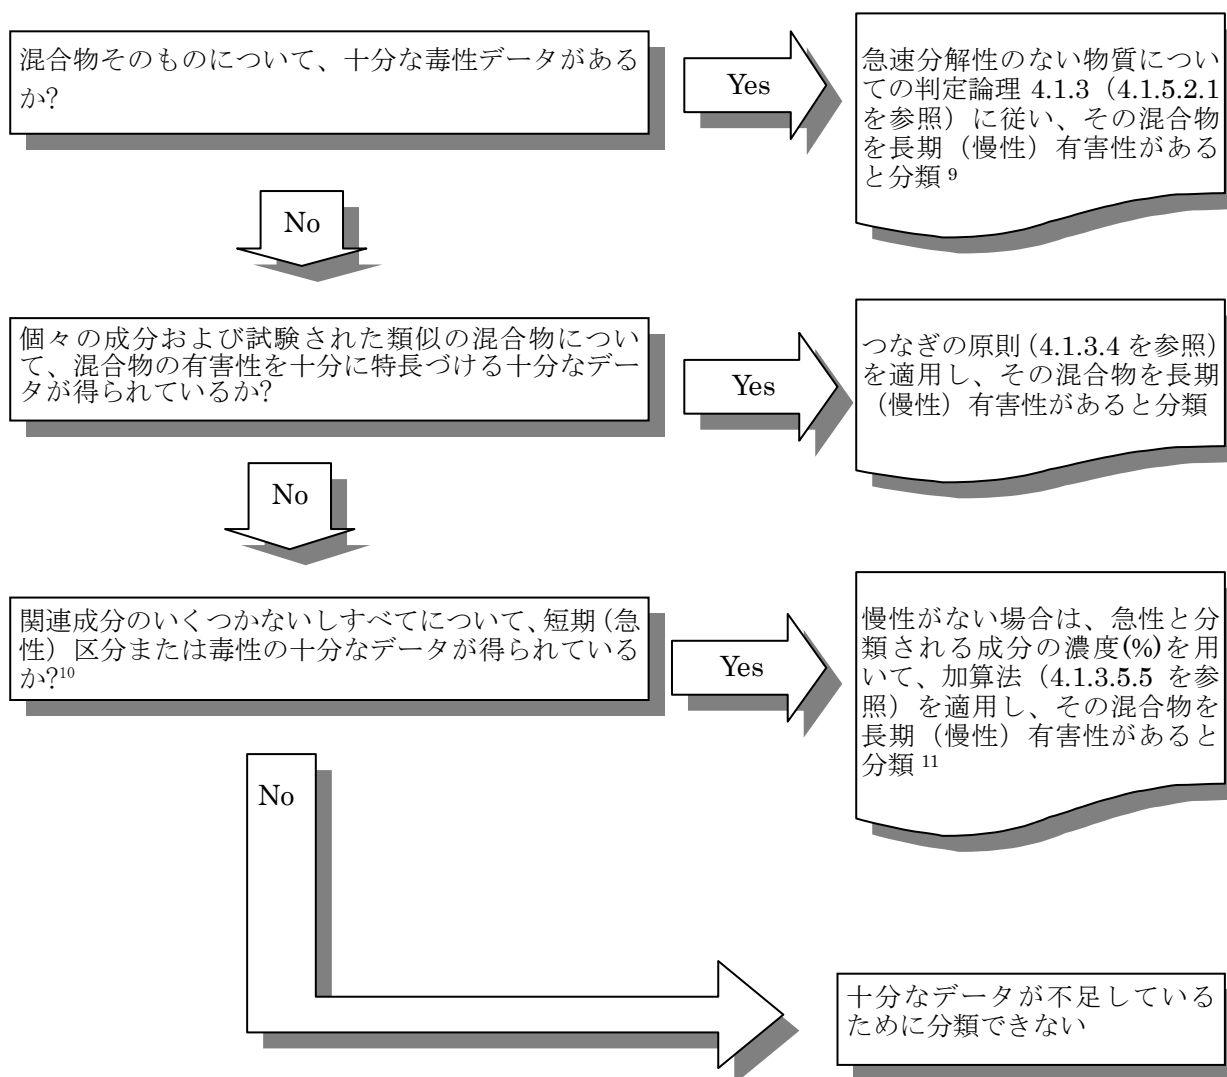 混合物そのものについて、十分な毒性データがある
か?
Yes
急速分解性のない物質につい
ての判定論理 4.1.3(4.1.5.2.1
を参照)に従い、その混合物
を長期(慢性)有害性がある
と分類 9
No
個々の成分および試験された類似の混合物につい
て、混合物の有害性を十分に特長づける十分なデー
タが得られているか?
Yes
つなぎの原則(4.1.3.4 を参照)
を適用し、その混合物を長期
(慢性)有害性があると分類
No
関連成分のいくつかないしすべてについて、短期(急
性)区分または毒性の十分なデータが得られている
か?10
Yes
慢性がない場合は、急性と分
類される成分の濃度(%)を用
いて、加算法(4.1.3.5.5 を参
照)を適用し、その混合物を
長期(慢性)有害性があると
分類 11
No
十分なデータが不足している
ために分類できない